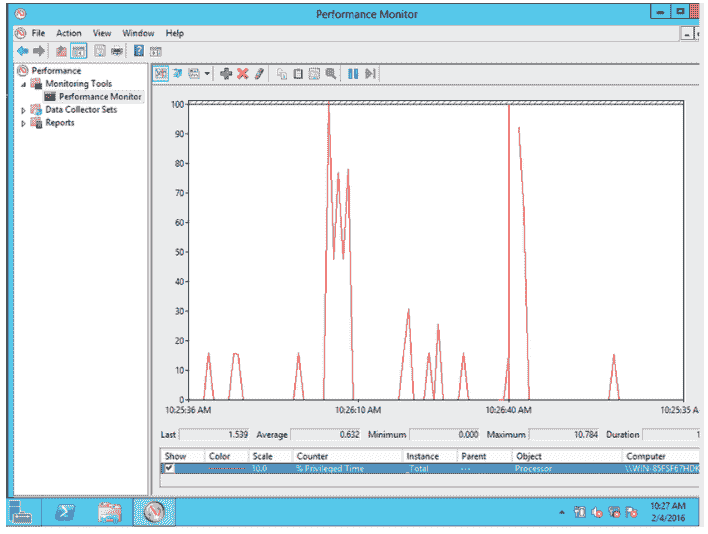 Performance Monitor
File Action View Window Help
Performance
Monitoring Tools
Performance Monitor
Data Collector Sets
Reports
100
90
80
70
60
50
40
30
20
10
0
10:25:36 AM 10:26:10 AM 10:26:40 AM 10:25:35 A
Last 1.539 Average 0.632 Minimum 0.000 Maximum 10.784 Duration 1
Show Color Scale Counter Instance Parent Object Computer
10.0 % Privileged Time _Total --- Processor \\WIN-85FSF67HDK
10:27 AM
2/4/2016